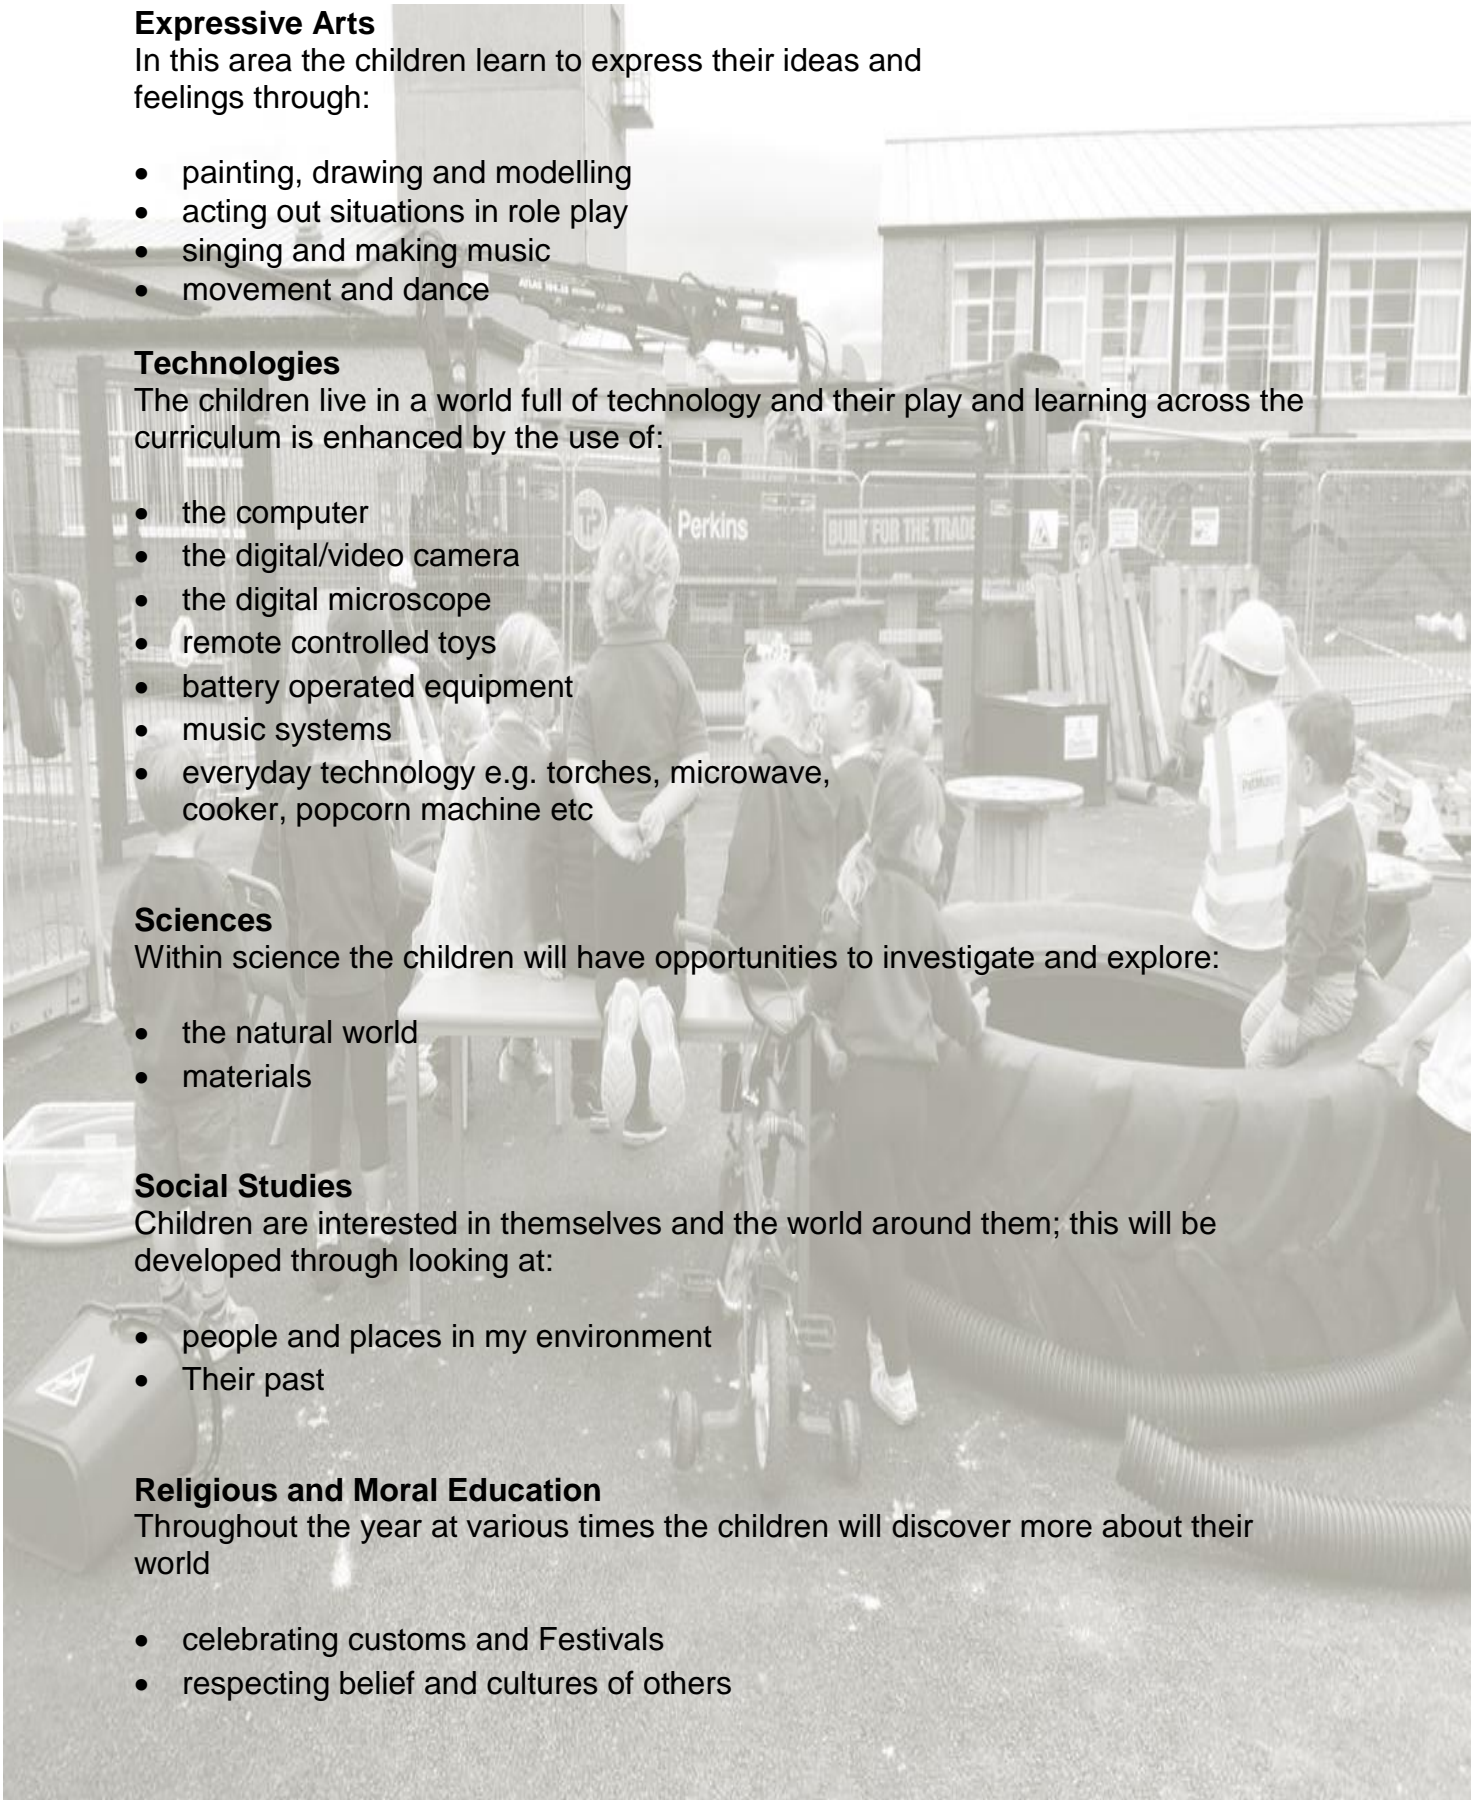 Expressive Arts
In this area the children learn to express their ideas and
feelings through:
• painting, drawing and modelling
• acting out situations in role play
• singing and making music
• movement and dance
Technologies
The children live in a world full of technology and their play and learning across the
curriculum is enhanced by the use of:
• the computer
• the digital/video camera
• the digital microscope
• remote controlled toys
• battery operated equipment
• music systems
• everyday technology e.g. torches, microwave,
cooker, popcorn machine etc
TP Perkins BUILT FOR THE TRADE
Sciences
Within science the children will have opportunities to investigate and explore:
• the natural world
• materials
Social Studies
Children are interested in themselves and the world around them; this will be
developed through looking at:
• people and places in my environment
• Their past
Religious and Moral Education
Throughout the year at various times the children will discover more about their
world
• celebrating customs and Festivals
• respecting belief and cultures of others